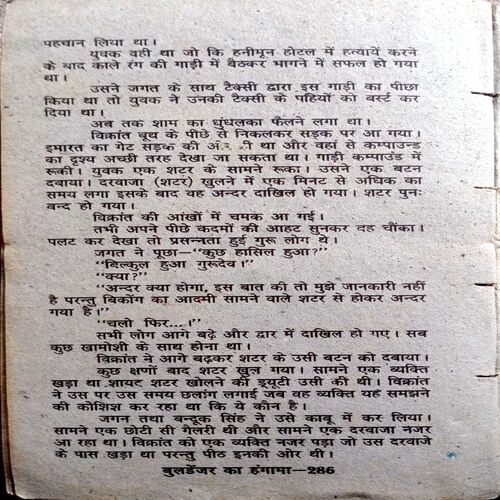 पहचान लिया था।
युवक वही था जो कि हनीमून होटल में हत्यायें करने
के बाद काले रंग की गाड़ी में बैठकर भागने में सफल हो गया
था।
उसने जगत के साथ टैक्सी द्वारा इस गाड़ी का पीछा
किया था तो युवक ने उनकी टैक्सी के पहियों को बर्स्ट कर
दिया था।
अब तक शाम का धुंधलका फैलने लगा था।
विक्रांत बूथ के पीछे से निकलकर सड़क पर आ गया।
इमारत का गेट सड़क की ओर ही था और वहां से कम्पाउन्ड
का दृश्य अच्छी तरह देखा जा सकता था। गाड़ी कम्पाउंड में
रूकी। युवक एक शटर के सामने रूका। उसने एक बटन
दबाया। दरवाजा (शटर) खुलने में एक मिनट से अधिक का
समय लगा इसके बाद वह अन्दर दाखिल हो गया। शटर पुनः
बन्द हो गया।
विक्रांत की आंखों में चमक आ गई।
तभी अपने पीछे कदमों की आहट सुनकर वह चौंका।
पलट कर देखा तो प्रसन्नता हुई गुरू लोग थे।
जगत ने पूछा—“कुछ हासिल हुआ?”
“बिल्कुल हुआ गुरूदेव।”
“क्या?”
“अन्दर क्या होगा, इस बात की तो मुझे जानकारी नहीं
है परन्तु बिकोंग का आदमी सामने वाले शटर से होकर अन्दर
गया है।”
“चलो फिर....।”
सभी लोग आगे बढ़े और द्वार में दाखिल हो गए। सब
कुछ खामोशी के साथ होना था।
विक्रांत ने आगे बढ़कर शटर के उसी बटन को दबाया।
कुछ क्षणों बाद शटर खुल गया। सामने एक व्यक्ति
खड़ा था शायद शटर खोलने की ड्यूटी उसी की थी। विक्रांत
ने उस पर उस समय छलांग लगाई जब वह व्यक्ति यह समझने
की कोशिश कर रहा था कि ये कौन है।
जगन तथा बन्दूक सिंह ने उसे काबू में कर लिया।
सामने एक छोटी सी गैलरी थी और सामने एक दरवाजा नजर
आ रहा था। विक्रांत को एक व्यक्ति नजर पड़ा जो उस दरवाजे
के पास खड़ा था परन्तु पीठ इनकी ओर थी।
बुलडेंजर का हंगामा—286